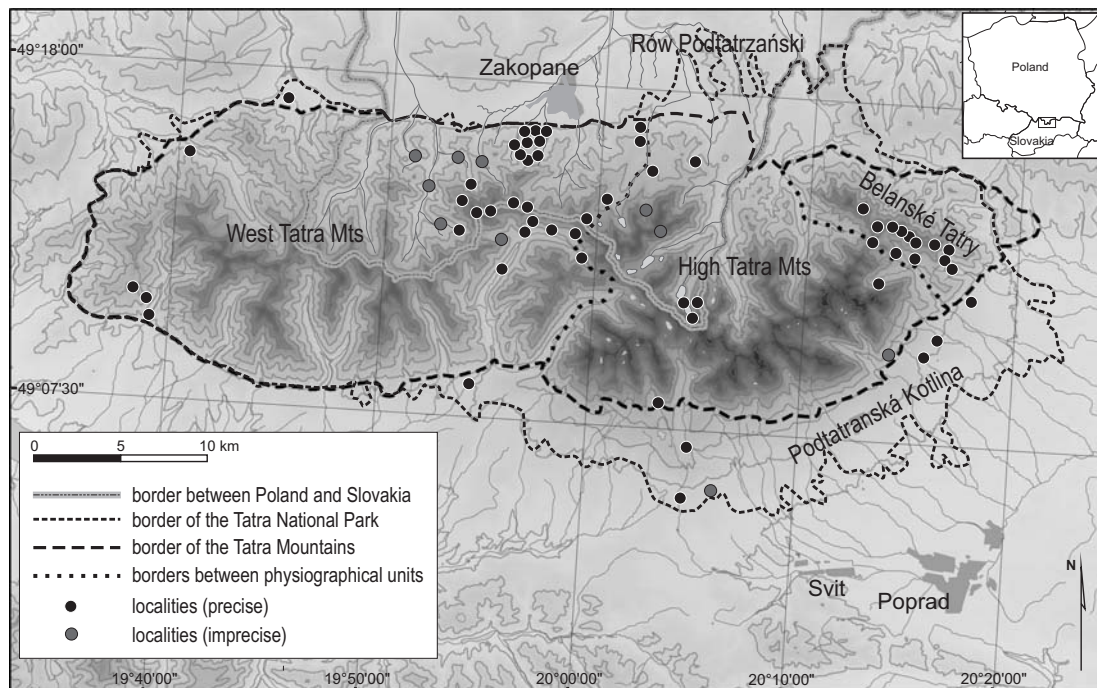 49°18'00"
Rów Podtatrzański
Zakopane
Poland
Slovakia
Belanské Tatry
West Tatra Mts
High Tatra Mts
49°07'30"
Podtatranská Kotlina
0 5 10 km
border between Poland and Slovakia
border of the Tatra National Park
border of the Tatra Mountains
borders between physiographical units
localities (precise)
localities (imprecise)
N
Svit
Poprad
19°40'00"
19°50'00"
20°00'00"
20°10'00"
20°20'00"